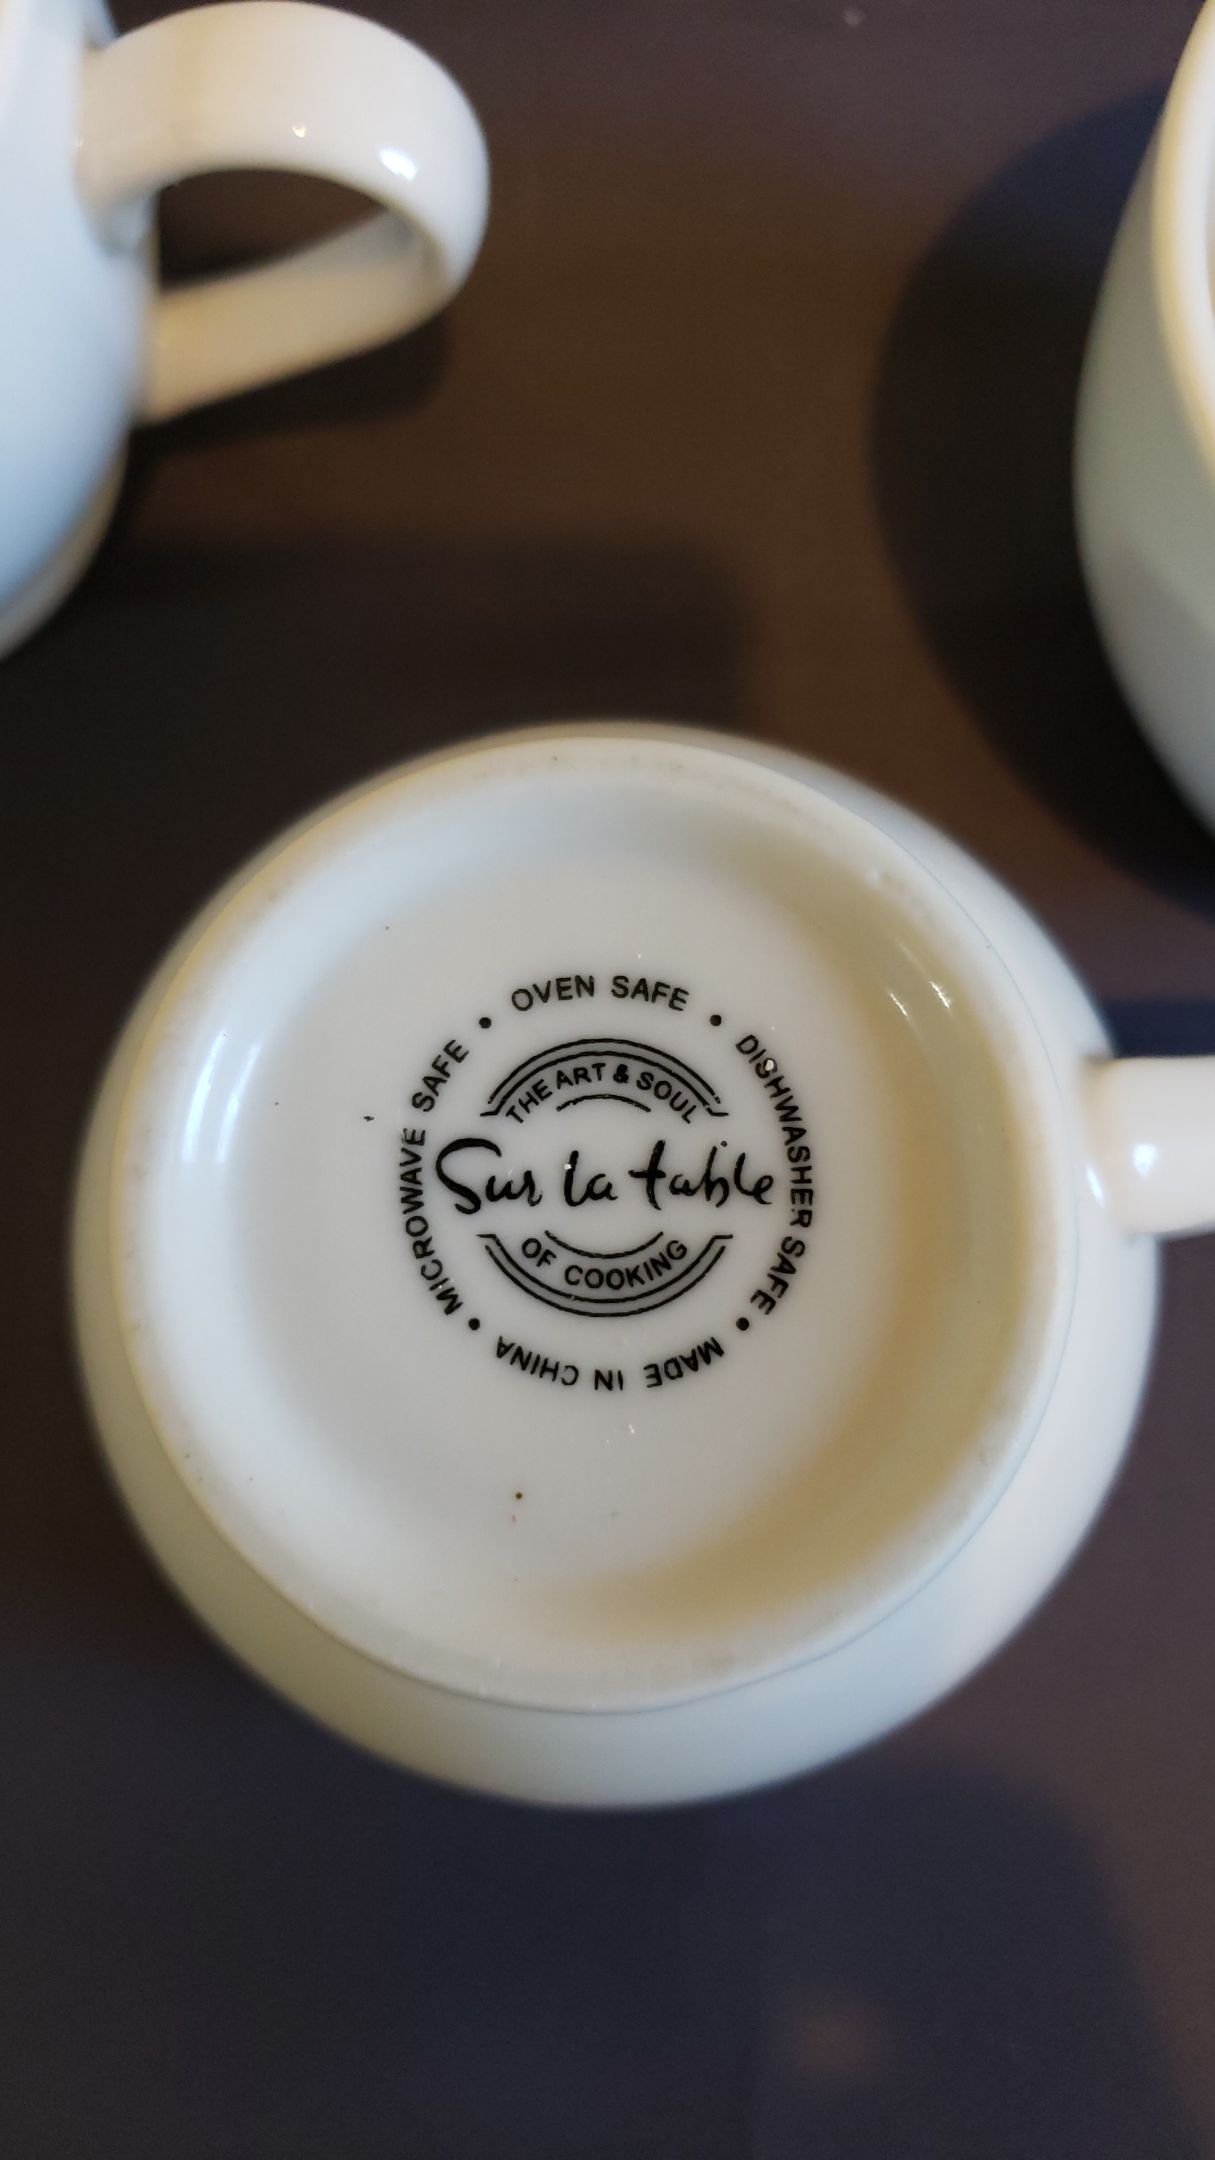 OVEN SAFE • DISHWASHER SAFE • MADE IN CHINA • MICROWAVE SAFE •
THE ART & SOUL
Sur la table
OF COOKING